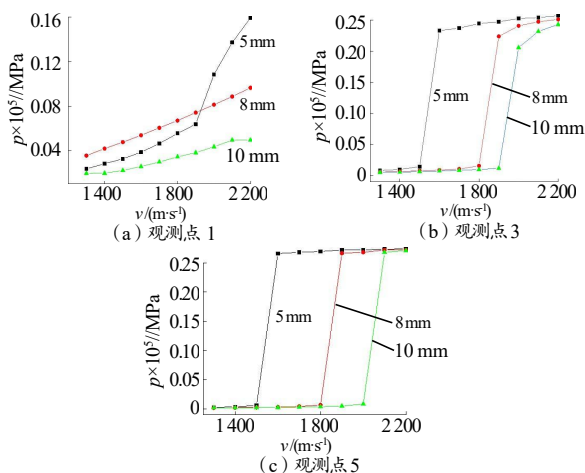 p×10⁵//MPa
0.16
0.12
0.08
0.04
5 mm
8 mm
10 mm
1 400
1 800
2 200
v/(m·s⁻¹)
(a) 观测点 1
p×10⁵//MPa
0.25
0.20
0.15
0.10
0.05
0
5 mm
8 mm
10 mm
1 400
1 800
2 200
v/(m·s⁻¹)
(b) 观测点 3
p×10⁵//MPa
0.25
0.20
0.15
0.10
0.05
0
5 mm
8 mm
10 mm
1 400
1 800
2 200
v/(m·s⁻¹)
(c) 观测点 5